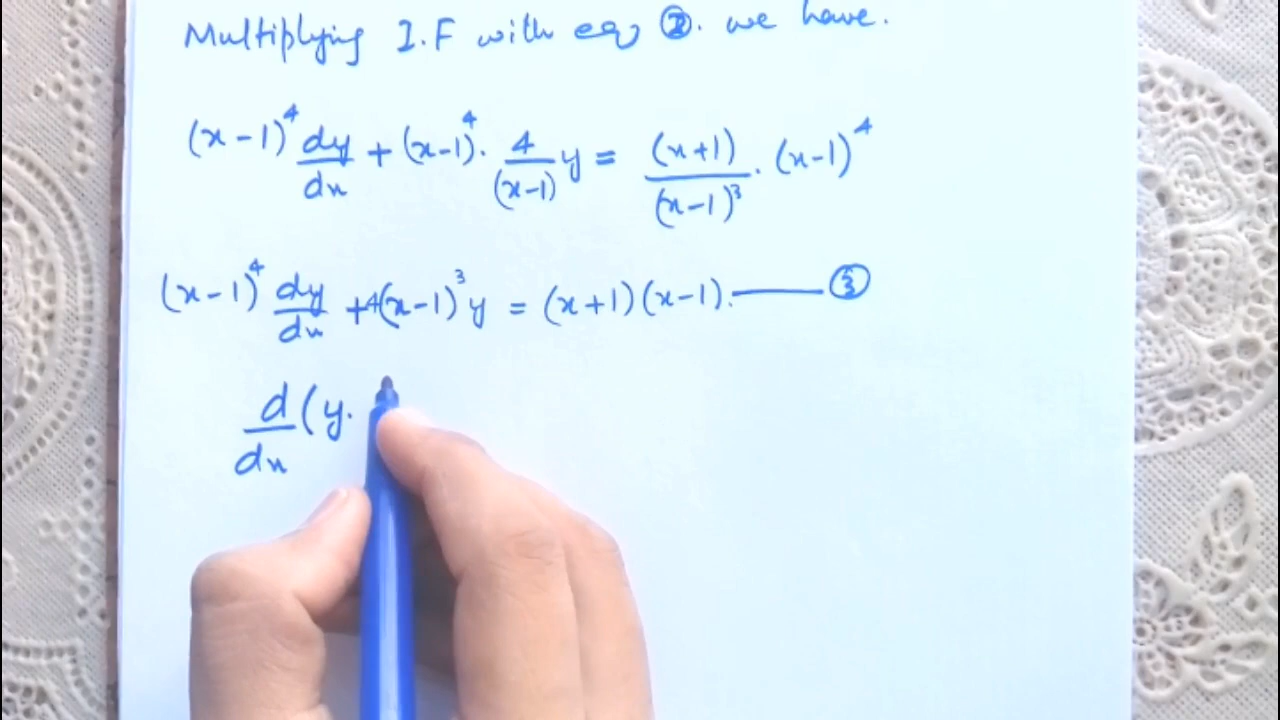 Multiplying I.F with eq ②. we have.
(x-1)^4 dy/dx + (x-1)^4 . 4/(x-1) y = (x+1)/(x-1)^3 . (x-1)^4
(x-1)^4 dy/dx + 4(x-1)^3 y = (x+1)(x-1). —— ③
d/dx (y.